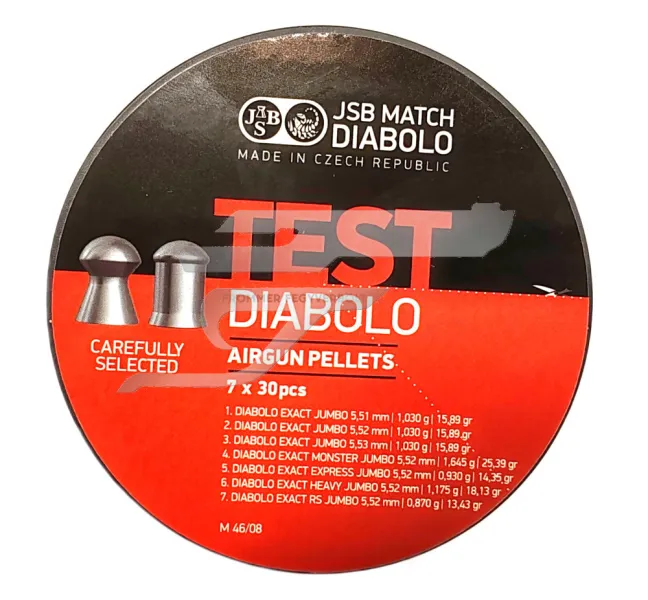 JSB
JSB MATCH
DIABOLO
MADE IN CZECH REPUBLIC
TEST
DIABOLO
CAREFULLY
SELECTED
AIRGUN PELLETS
7 x 30pcs
1. DIABOLO EXACT JUMBO 5,51 mm | 1,030 g | 15,89 gr
2. DIABOLO EXACT JUMBO 5,52 mm | 1,030 g | 15,89 gr
3. DIABOLO EXACT JUMBO 5,53 mm | 1,030 g | 15,89 gr
4. DIABOLO EXACT MONSTER JUMBO 5,52 mm | 1,645 g | 25,39 gr
5. DIABOLO EXACT EXPRESS JUMBO 5,52 mm | 0,930 g | 14,35 gr
6. DIABOLO EXACT HEAVY JUMBO 5,52 mm | 1,175 g | 18,13 gr
7. DIABOLO EXACT RS JUMBO 5,52 mm | 0,870 g | 13,43 gr
M 46/08